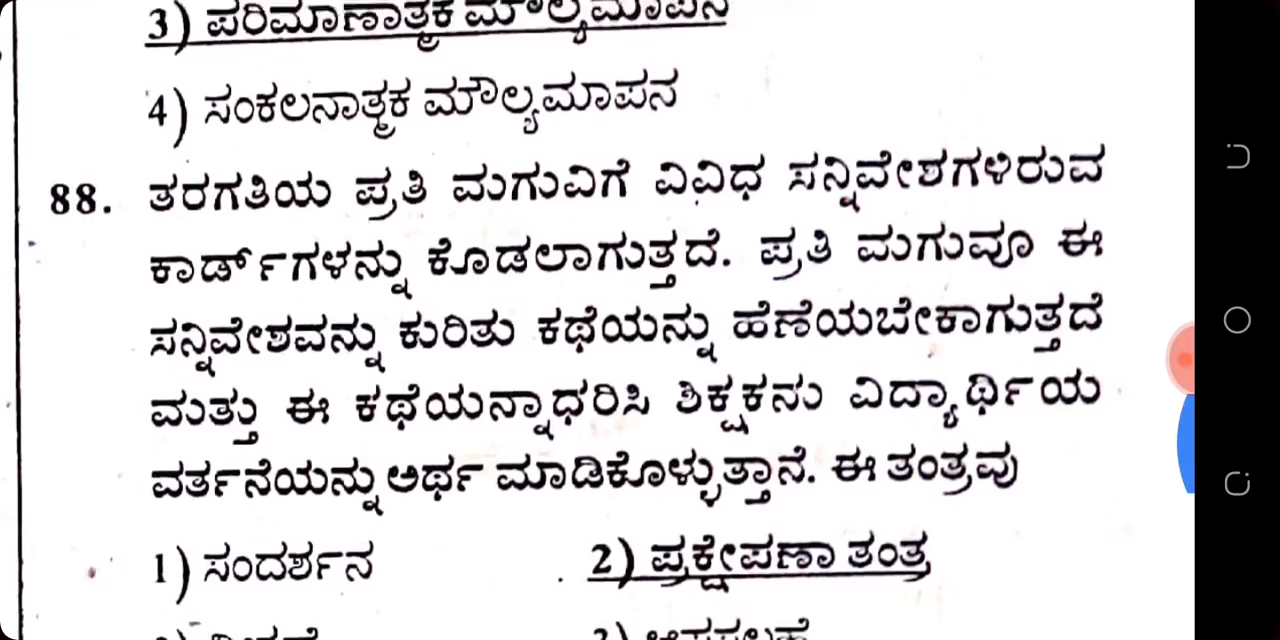 3) ಪರಿಮಾಣಾತ್ಮಕ ಮೌಲ್ಯಮಾಪನ
4) ಸಂಕಲನಾತ್ಮಕ ಮೌಲ್ಯಮಾಪನ
88. ತರಗತಿಯ ಪ್ರತಿ ಮಗುವಿಗೆ ವಿವಿಧ ಸನ್ನಿವೇಶಗಳಿರುವ
ಕಾರ್ಡ್‌ಗಳನ್ನು ಕೊಡಲಾಗುತ್ತದೆ. ಪ್ರತಿ ಮಗುವೂ ಈ
ಸನ್ನಿವೇಶವನ್ನು ಕುರಿತು ಕಥೆಯನ್ನು ಹೆಣೆಯಬೇಕಾಗುತ್ತದೆ
ಮತ್ತು ಈ ಕಥೆಯನ್ನಾಧರಿಸಿ ಶಿಕ್ಷಕನು ವಿದ್ಯಾರ್ಥಿಯ
ವರ್ತನೆಯನ್ನು ಅರ್ಥ ಮಾಡಿಕೊಳ್ಳುತ್ತಾನೆ. ಈ ತಂತ್ರವು
1) ಸಂದರ್ಶನ 2) ಪ್ರಕ್ಷೇಪಣಾ ತಂತ್ರ